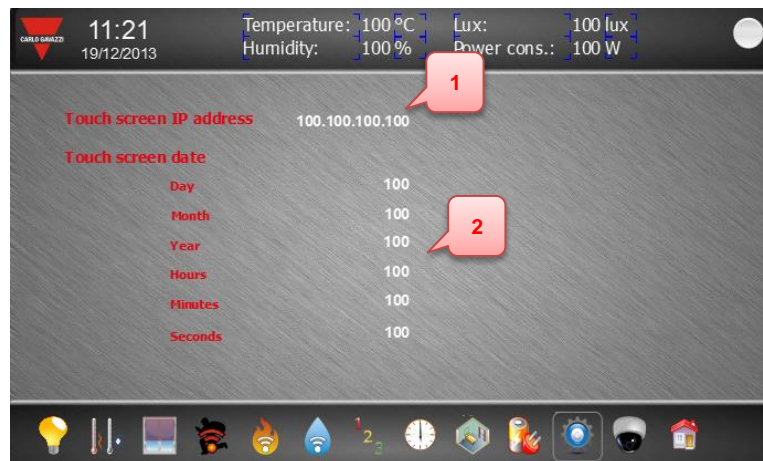 CARLO GAVAZZI
11:21
19/12/2013
Temperature: 100 °C Lux: 100 lux
Humidity: 100 % Power cons.: 100 W
1
Touch screen IP address 100.100.100.100
Touch screen date
Day 100
Month 100
2
Year 100
Hours 100
Minutes 100
Seconds 100
1
2
3